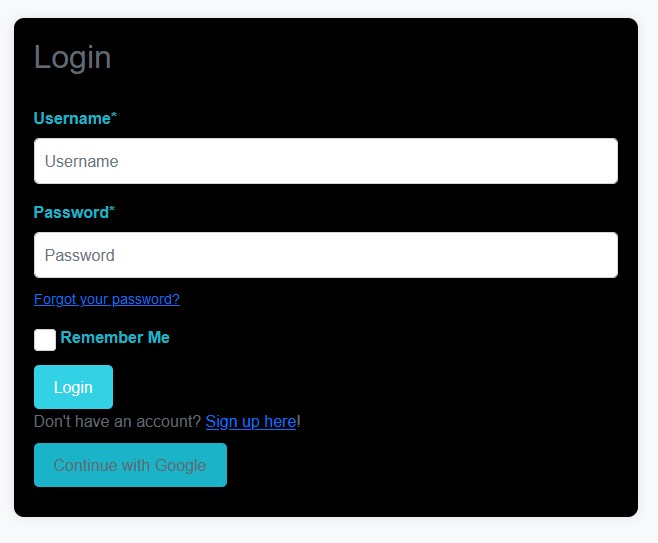 Login
Username*
Username
Password*
Password
Forgot your password?
Remember Me
Login
Don't have an account? Sign up here!
Continue with Google